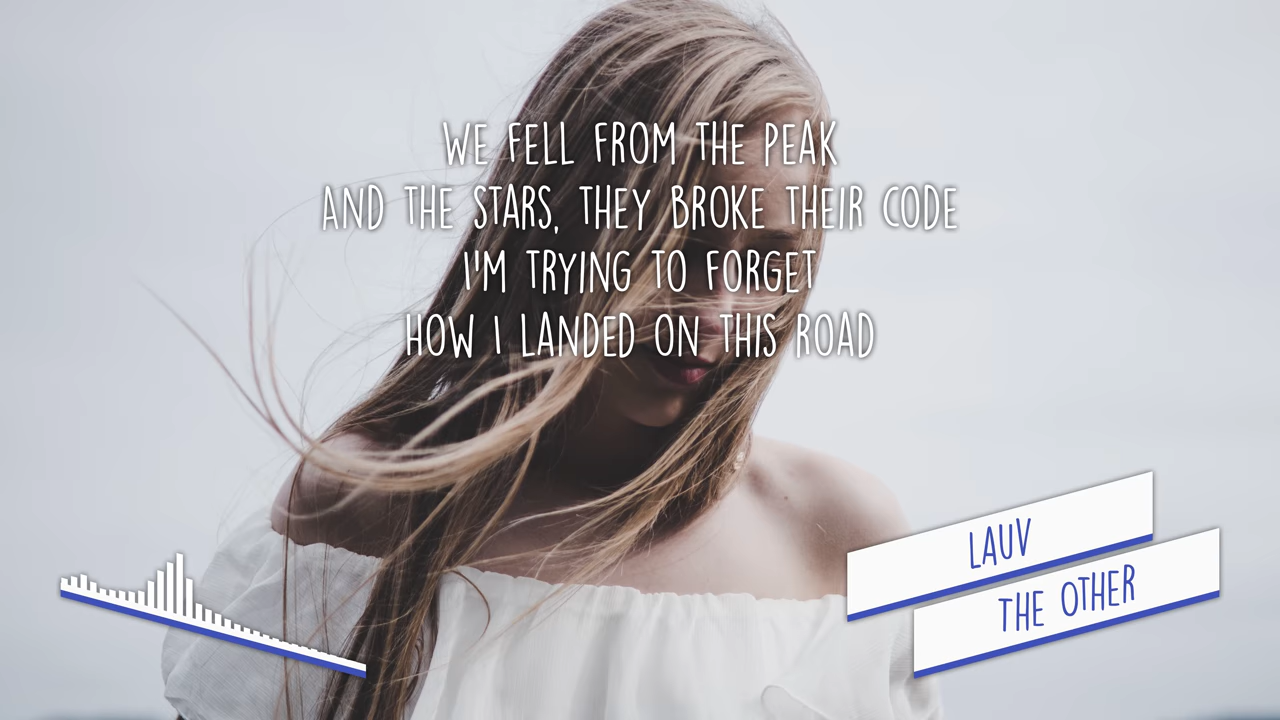 WE FELL FROM THE PEAK
AND THE STARS, THEY BROKE THEIR CODE
I'M TRYING TO FORGET
HOW I LANDED ON THIS ROAD
LAUV
THE OTHER